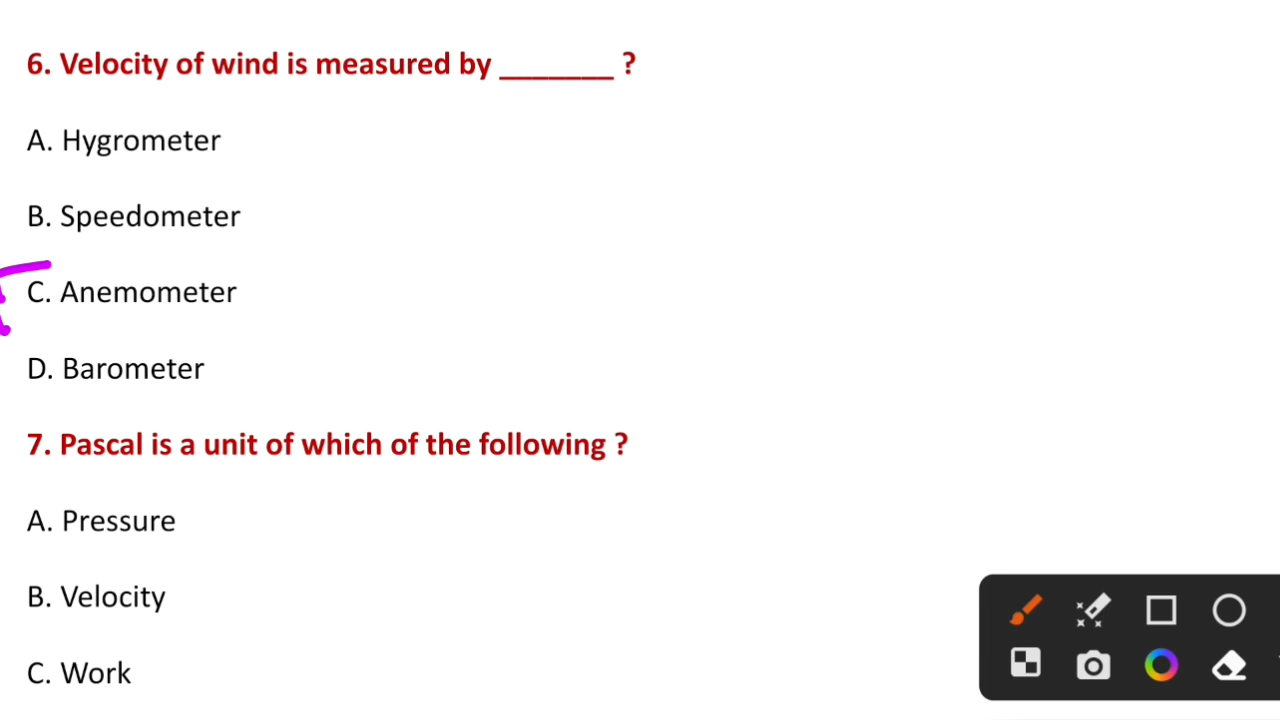 6. Velocity of wind is measured by _______ ?
A. Hygrometer
B. Speedometer
C. Anemometer
D. Barometer
7. Pascal is a unit of which of the following ?
A. Pressure
B. Velocity
C. Work